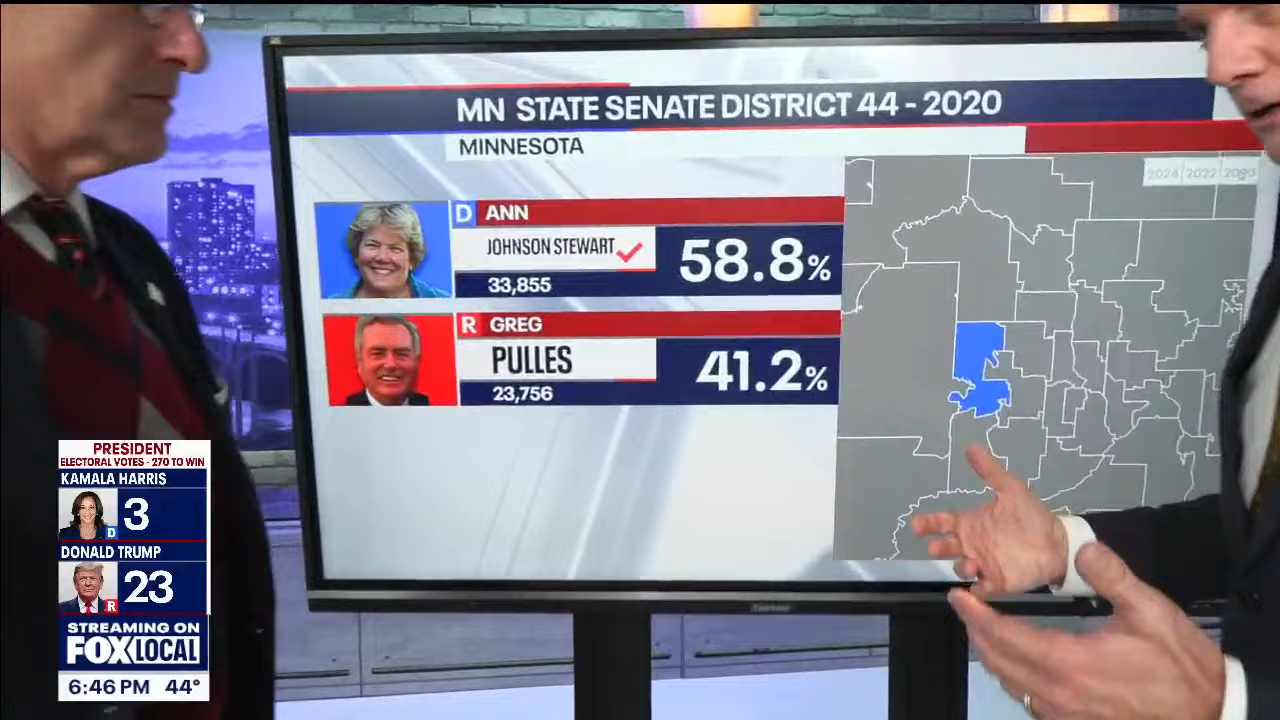 MN STATE SENATE DISTRICT 44 - 2020
MINNESOTA
2024 2022 2020
D ANN
JOHNSON STEWART
58.8%
33,855
R GREG
PULLES
41.2%
23,756
PRESIDENT
ELECTORAL VOTES - 270 TO WIN
KAMALA HARRIS
D 3
DONALD TRUMP
R 23
STREAMING ON
FOX LOCAL
6:46 PM 44°